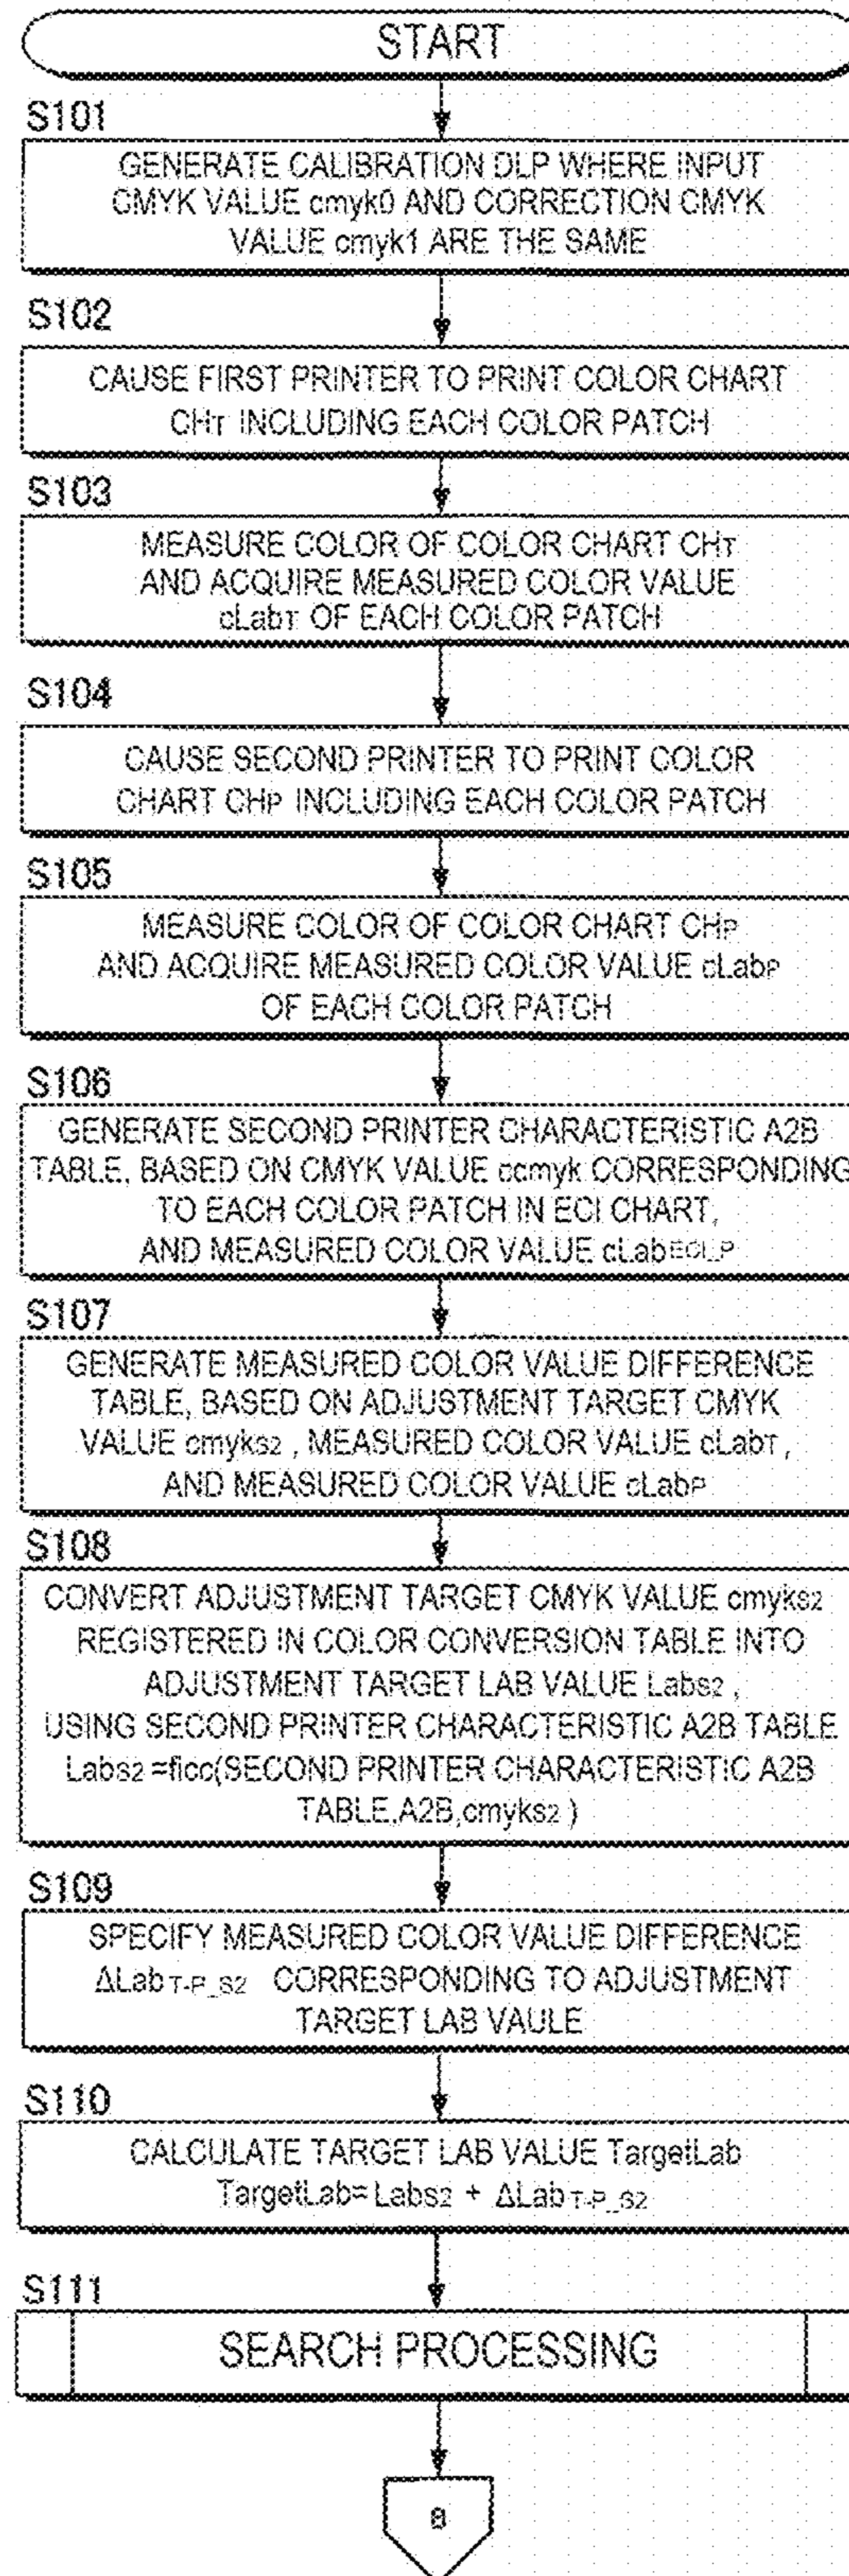 START
S101
GENERATE CALIBRATION DLP WHERE INPUT
CMYK VALUE cmyk0 AND CORRECTION CMYK
VALUE cmyk1 ARE THE SAME
S102
CAUSE FIRST PRINTER TO PRINT COLOR CHART
CHT INCLUDING EACH COLOR PATCH
S103
MEASURE COLOR OF COLOR CHART CHT
AND ACQUIRE MEASURED COLOR VALUE
cLabT OF EACH COLOR PATCH
S104
CAUSE SECOND PRINTER TO PRINT COLOR
CHART CHP INCLUDING EACH COLOR PATCH
S105
MEASURE COLOR OF COLOR CHART CHP
AND ACQUIRE MEASURED COLOR VALUE cLabP
OF EACH COLOR PATCH
S106
GENERATE SECOND PRINTER CHARACTERISTIC A2B
TABLE, BASED ON CMYK VALUE ccmyk CORRESPONDING
TO EACH COLOR PATCH IN ECI CHART,
AND MEASURED COLOR VALUE cLabECI_P
S107
GENERATE MEASURED COLOR VALUE DIFFERENCE
TABLE, BASED ON ADJUSTMENT TARGET CMYK
VALUE cmykS2 , MEASURED COLOR VALUE cLabT,
AND MEASURED COLOR VALUE cLabP
S108
CONVERT ADJUSTMENT TARGET CMYK VALUE cmykS2
REGISTERED IN COLOR CONVERSION TABLE INTO
ADJUSTMENT TARGET LAB VALUE LabS2 ,
USING SECOND PRINTER CHARACTERISTIC A2B TABLE
LabS2 =ficc(SECOND PRINTER CHARACTERISTIC A2B
TABLE,A2B,cmykS2 )
S109
SPECIFY MEASURED COLOR VALUE DIFFERENCE
ΔLab T-P_S2 CORRESPONDING TO ADJUSTMENT
TARGET LAB VAULE
S110
CALCULATE TARGET LAB VALUE TargetLab
TargetLab= LabS2 + ΔLab T-P_S2
S111
SEARCH PROCESSING
a